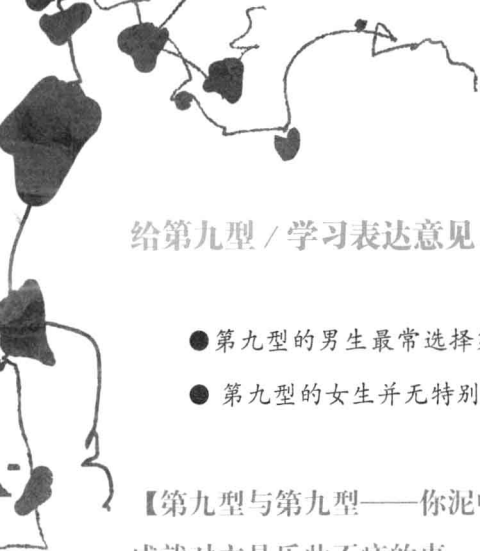 给第九型/学习表达意见
●第九型的男生最常选择
● 第九型的女生并无特别
【第九型与第九型——你泥中